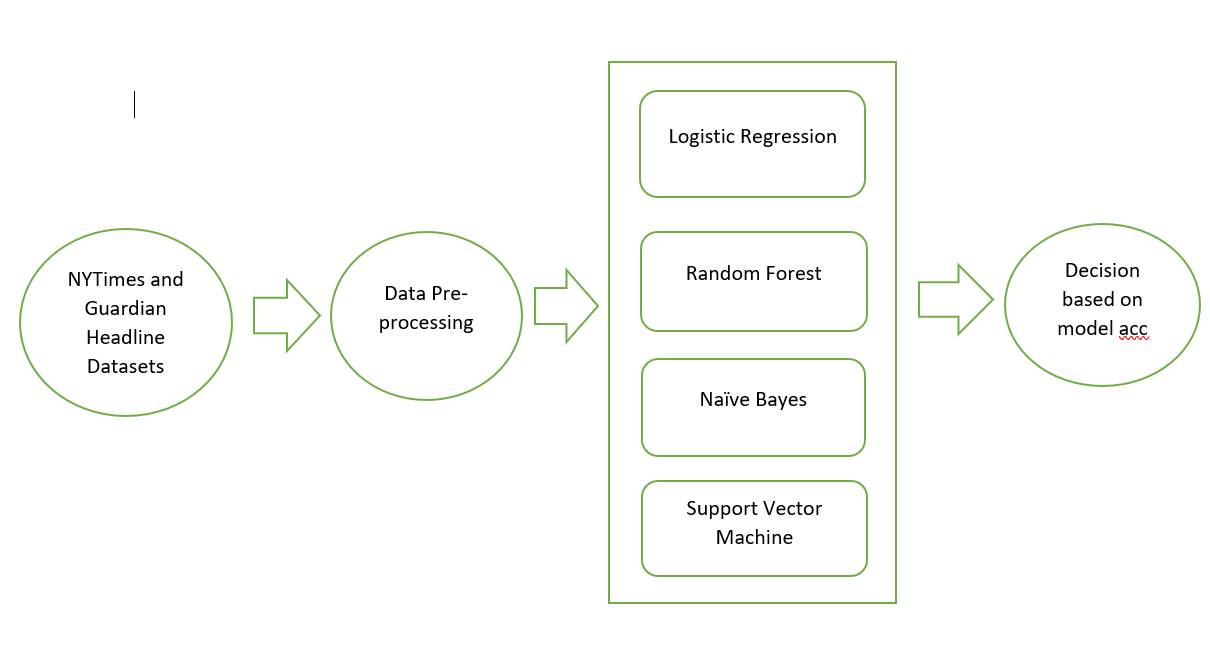 NYTimes and
Guardian
Headline
Datasets
Data Pre-
processing
Logistic Regression
Random Forest
Naïve Bayes
Support Vector
Machine
Decision
based on
model acc